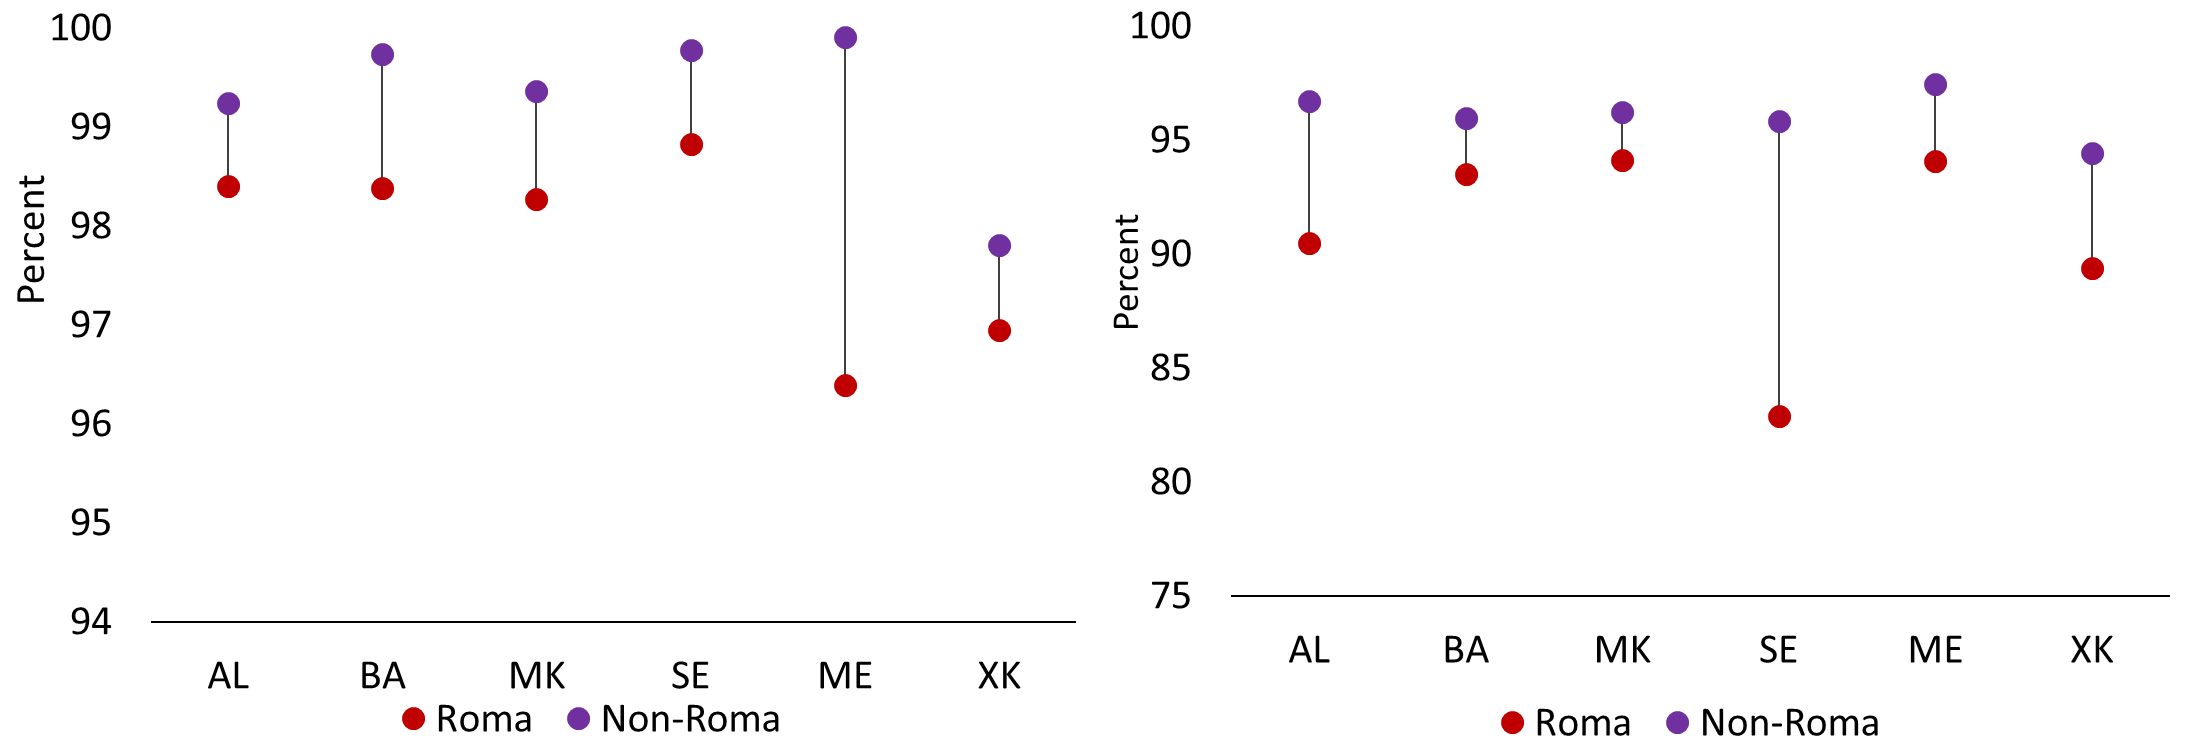 100
99
98
97
96
95
94
Percent
AL BA MK SE ME XK
Roma Non-Roma
100
95
90
85
80
75
Percent
AL BA MK SE ME XK
Roma Non-Roma